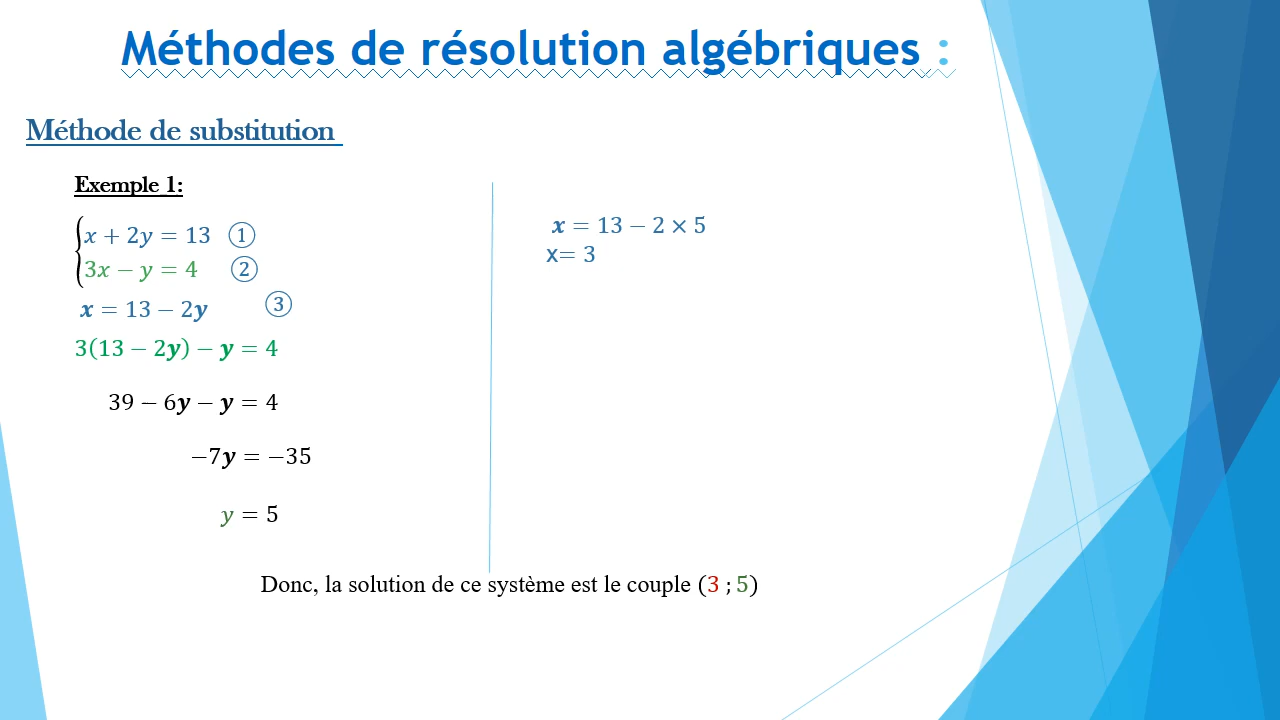 Méthodes de résolution algébriques :
Méthode de substitution
Exemple 1:
x + 2y = 13 ①
3x − y = 4 ②
x = 13 − 2y ③
3(13 − 2y) − y = 4
39 − 6y − y = 4
−7y = −35
y = 5
x = 13 − 2 × 5
x= 3
Donc, la solution de ce système est le couple (3 ; 5)